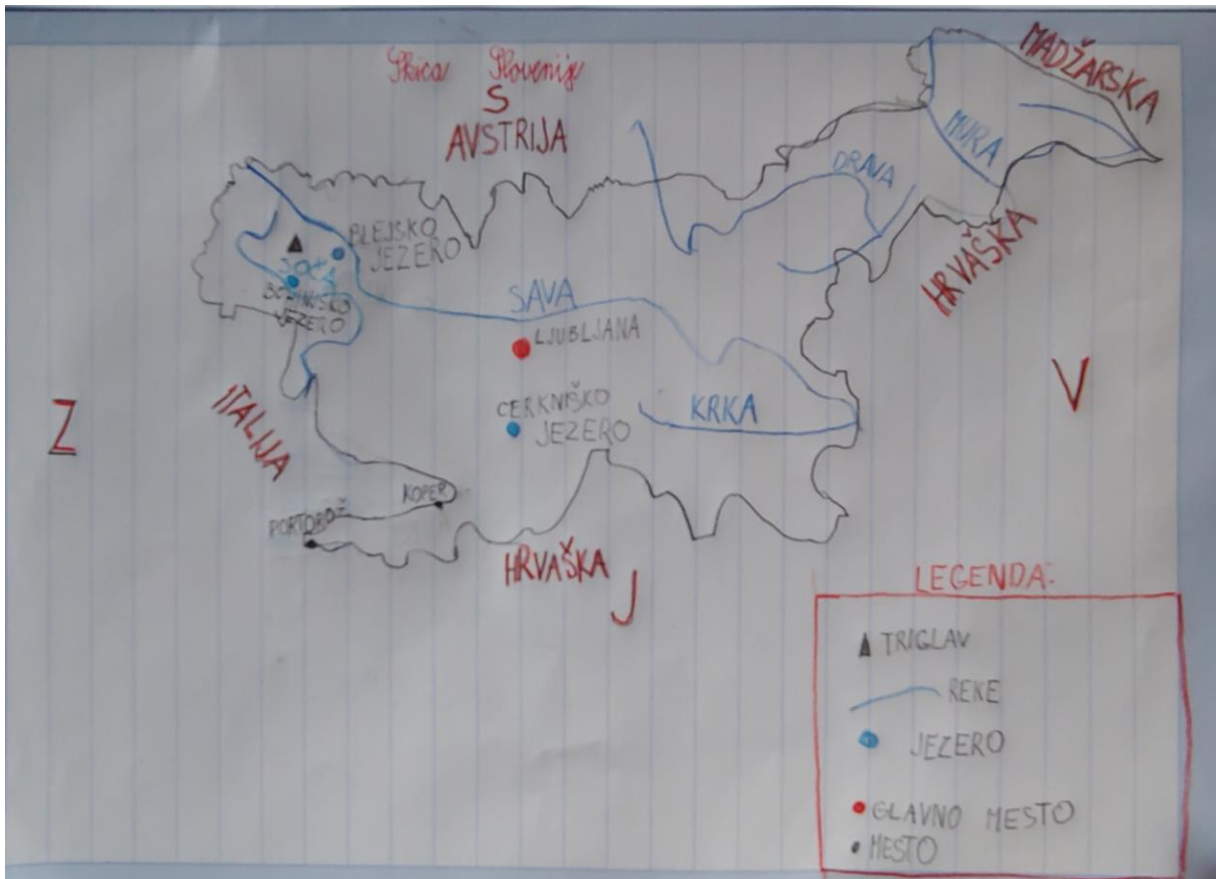 Skica Slovenije
S
AVSTRIJA
MADŽARSKA
MURA
DRAVA
HRVAŠKA
BLEJSKO
JEZERO
SOČA
BOHINJSKO
JEZERO
SAVA
LJUBLJANA
V
Z
ITALIJA
CERKNIŠKO
JEZERO
KRKA
KOPER
PORTOROŽ
HRVAŠKA
J
LEGENDA:
TRIGLAV
REKE
JEZERO
GLAVNO MESTO
MESTO